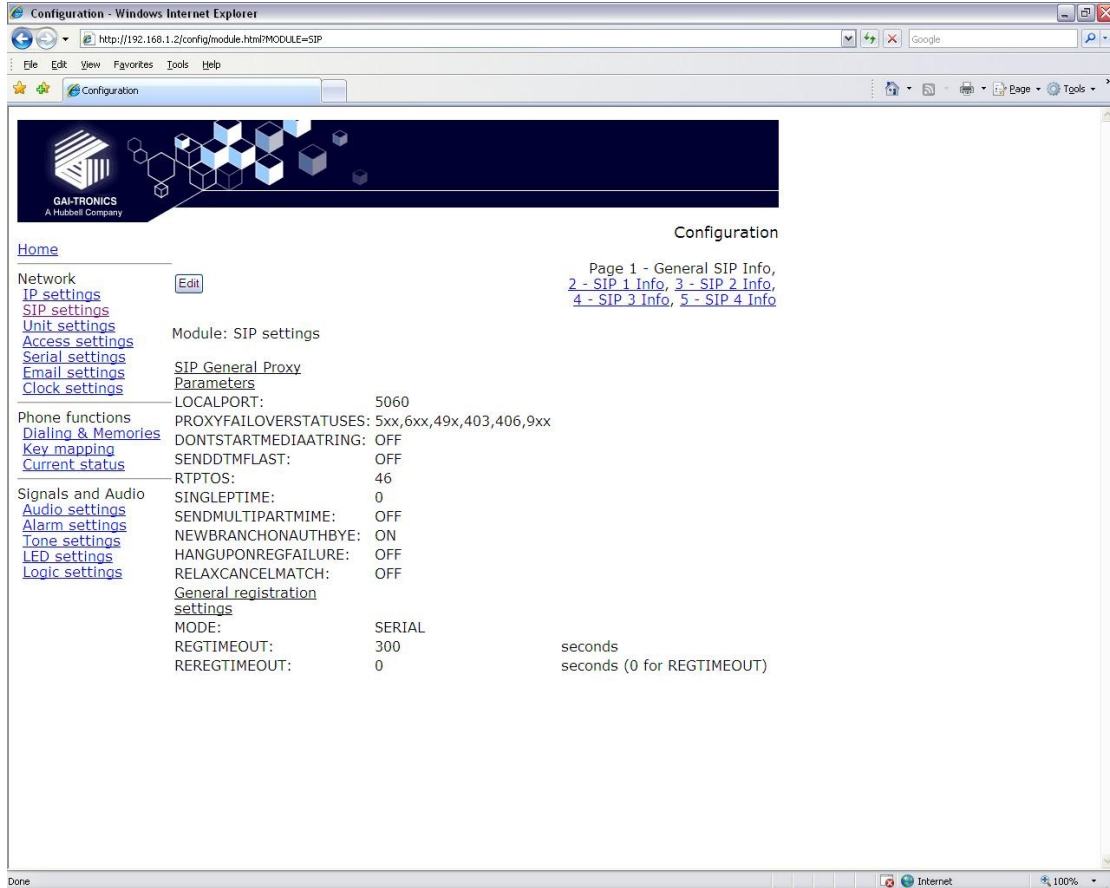 Configuration - Windows Internet Explorer
http://192.168.1.2/config/module.html?MODULE=SIP
Google
File Edit View Favorites Tools Help
Configuration
Page Tools
GAI-TRONICS
A Hubbell Company
Configuration
Home
Network
IP settings
SIP settings
Unit settings
Access settings
Serial settings
Email settings
Clock settings
Phone functions
Dialing & Memories
Key mapping
Current status
Signals and Audio
Audio settings
Alarm settings
Tone settings
LED settings
Logic settings
Edit
Page 1 - General SIP Info,
2 - SIP 1 Info, 3 - SIP 2 Info,
4 - SIP 3 Info, 5 - SIP 4 Info
Module: SIP settings
SIP General Proxy
Parameters
LOCALPORT: 5060
PROXYFAILOVERSTATUSES: 5xx,6xx,49x,403,406,9xx
DONTSTARTMEDIAATRING: OFF
SENDDTMFLAST: OFF
RTPTOS: 46
SINGLEPTIME: 0
SENDMULTIPARTMIME: OFF
NEWBRANCHONAUTHBYE: ON
HANGUPONREGFAILURE: OFF
RELAXCANCELMATCH: OFF
General registration
settings
MODE: SERIAL
REGTIMEOUT: 300 seconds
REREGTIMEOUT: 0 seconds (0 for REGTIMEOUT)
Done
Internet
100%